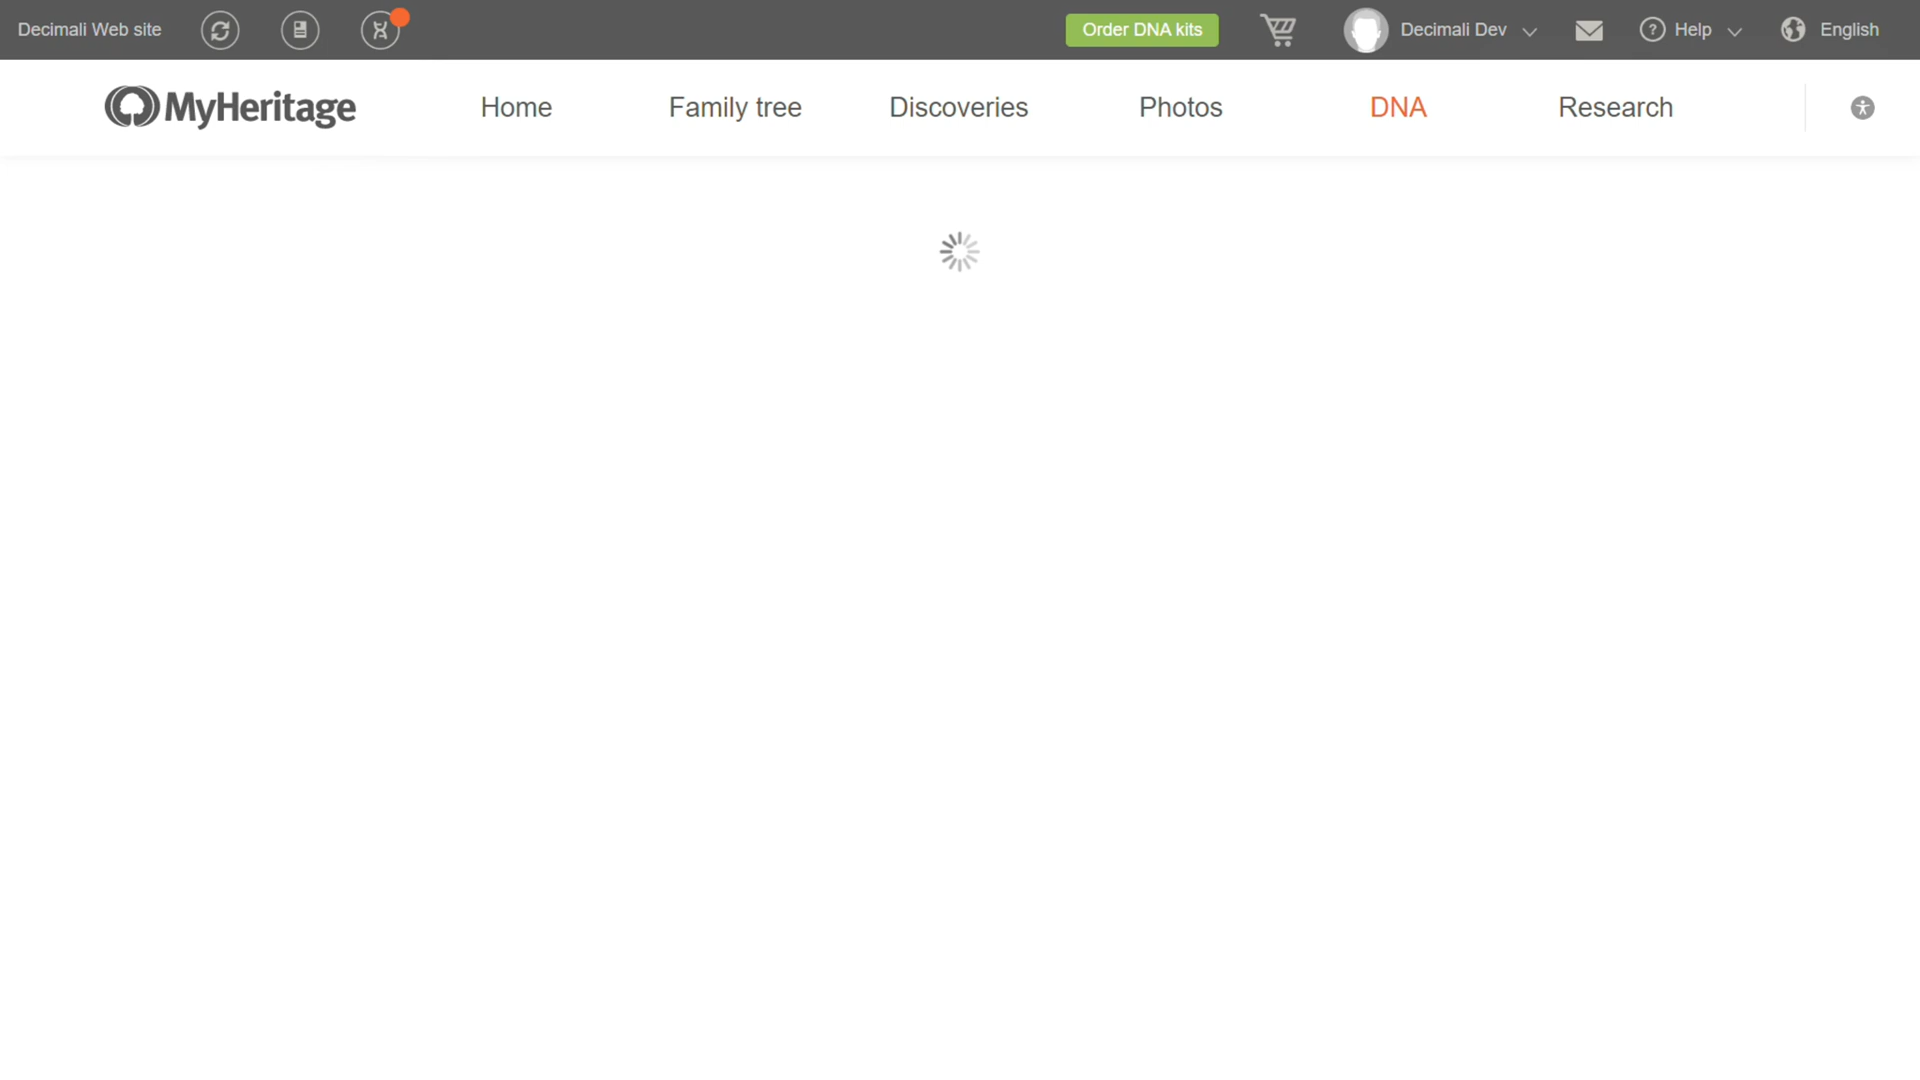 Decimali Web site
Order DNA kits
Decimali Dev
? Help
English
MyHeritage
Home
Family tree
Discoveries
Photos
DNA
Research